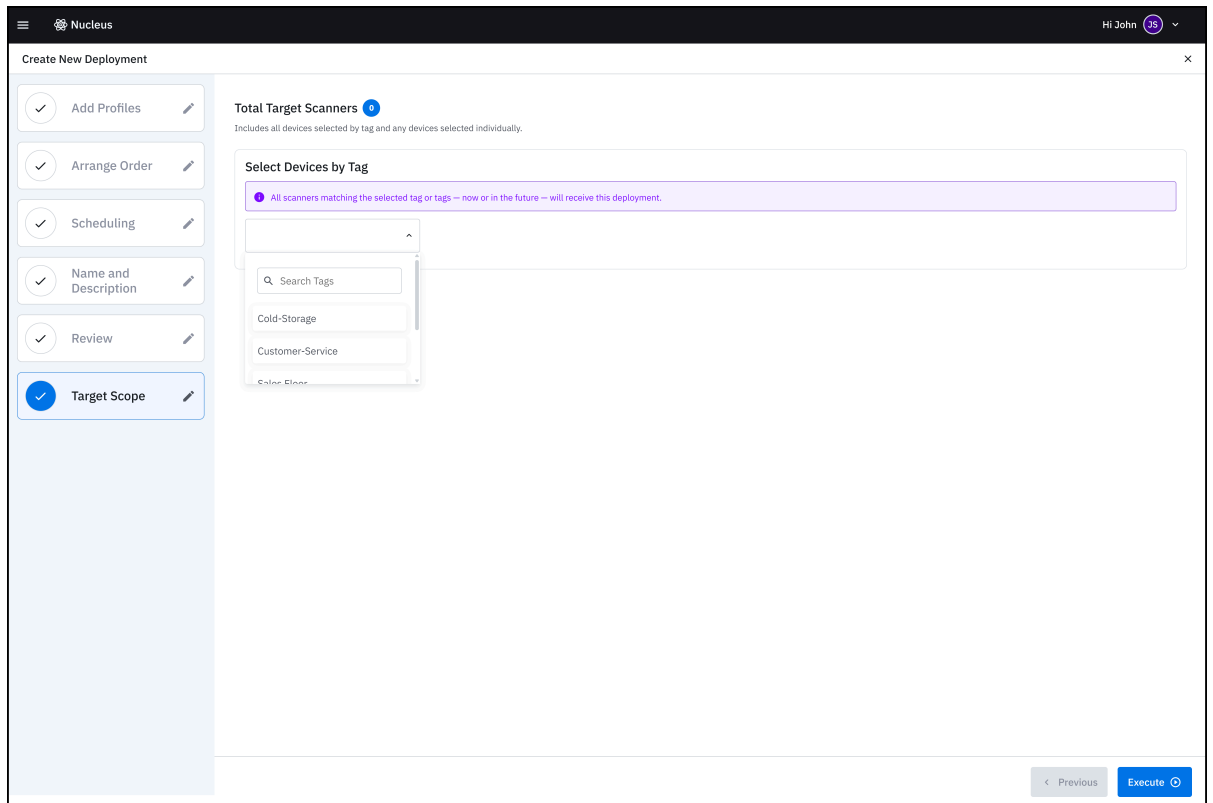 Nucleus
Hi John JS
Create New Deployment
Add Profiles
Arrange Order
Scheduling
Name and
Description
Review
Target Scope
Total Target Scanners 0
Includes all devices selected by tag and any devices selected individually.
Select Devices by Tag
All scanners matching the selected tag or tags — now or in the future — will receive this deployment.
Search Tags
Cold-Storage
Customer-Service
Sales Floor
Previous
Execute